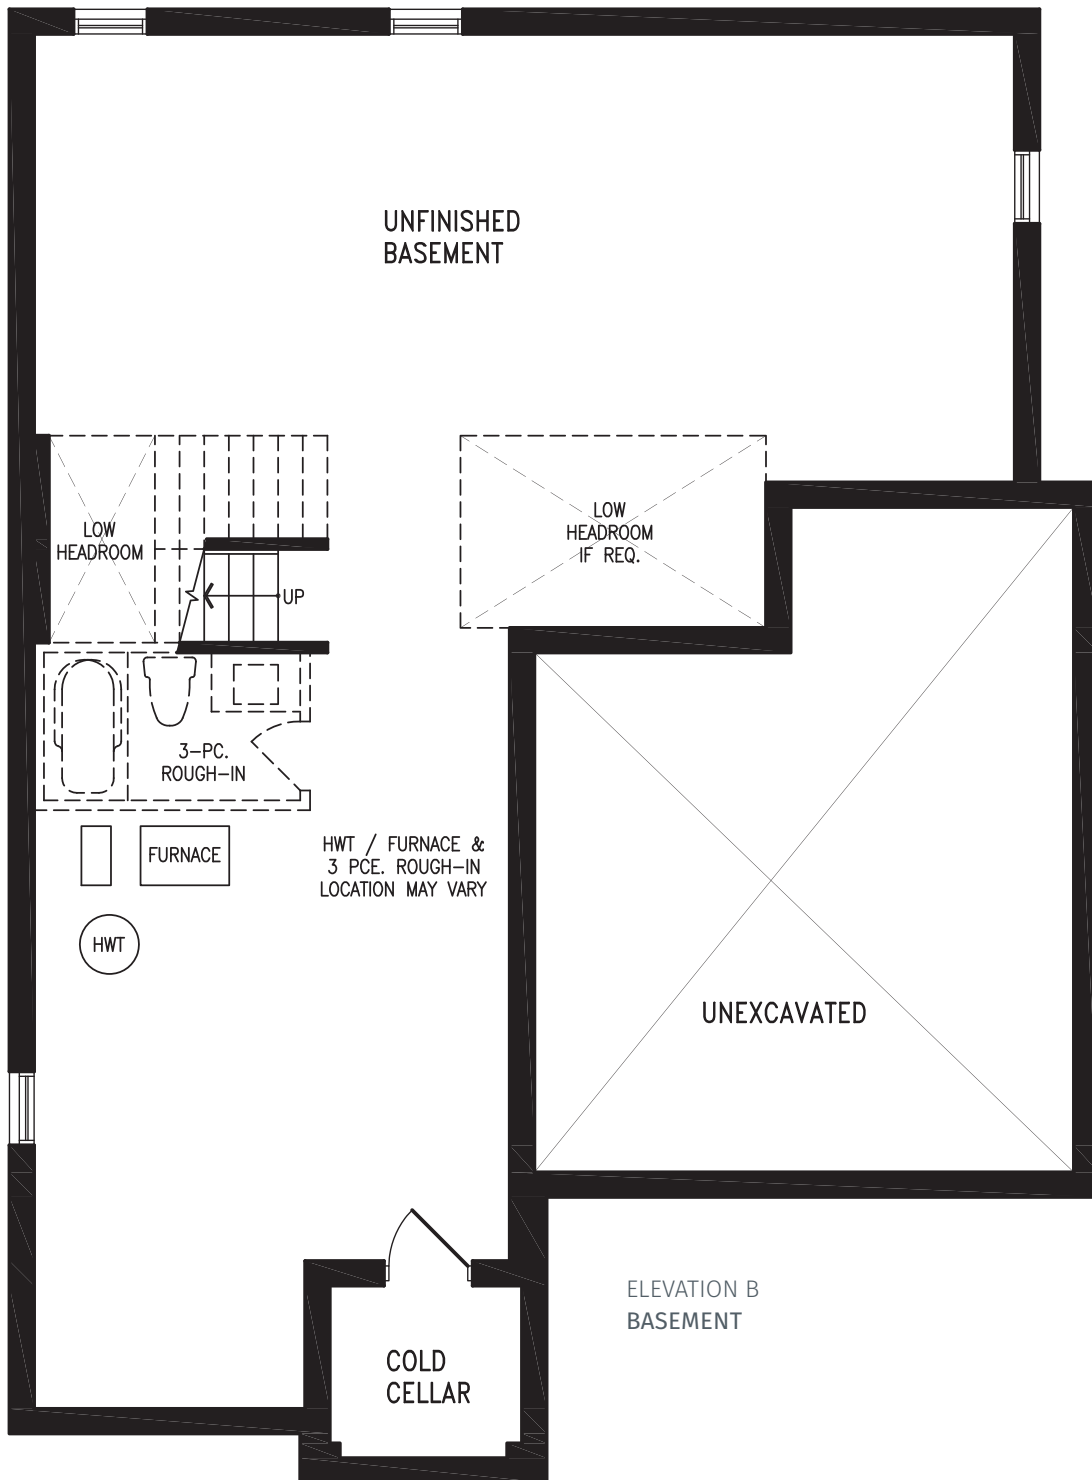 UNFINISHED
BASEMENT
LOW
HEADROOM
LOW
HEADROOM
IF REQ.
UP
3-PC.
ROUGH-IN
FURNACE
HWT / FURNACE &
3 PCE. ROUGH-IN
LOCATION MAY VARY
HWT
UNEXCAVATED
COLD
CELLAR
ELEVATION B
BASEMENT